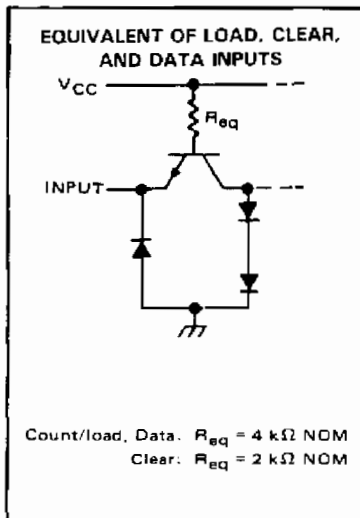 EQUIVALENT OF LOAD, CLEAR,
AND DATA INPUTS
VCC
Req
INPUT
Count/load, Data: Req = 4 kΩ NOM
Clear: Req = 2 kΩ NOM